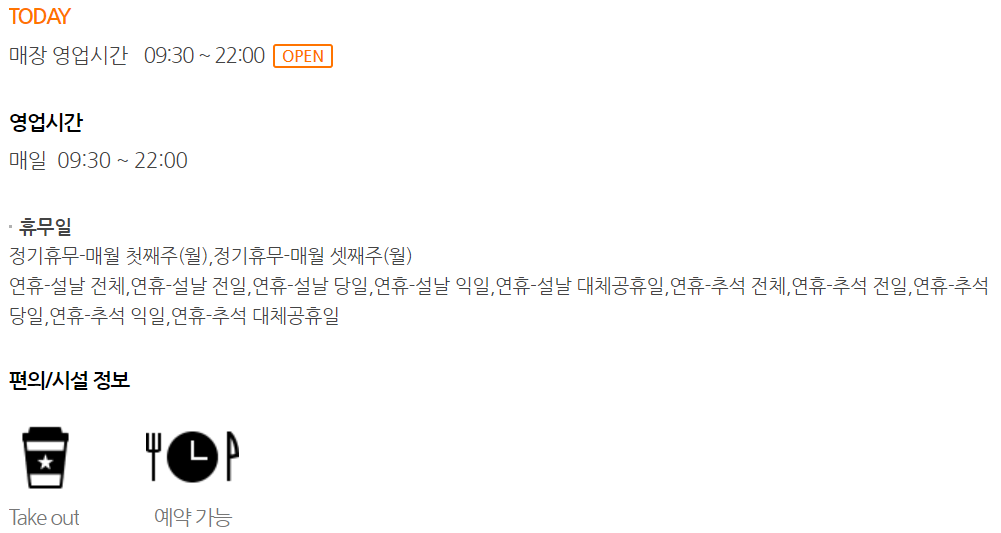 TODAY
매장 영업시간 09:30 ~ 22:00 OPEN
영업시간
매일 09:30 ~ 22:00
· 휴무일
정기휴무-매월 첫째주(월),정기휴무-매월 셋째주(월)
연휴-설날 전체,연휴-설날 전일,연휴-설날 당일,연휴-설날 익일,연휴-설날 대체공휴일,연휴-추석 전체,연휴-추석 전일,연휴-추석
당일,연휴-추석 익일,연휴-추석 대체공휴일
편의/시설 정보
Take out 예약 가능